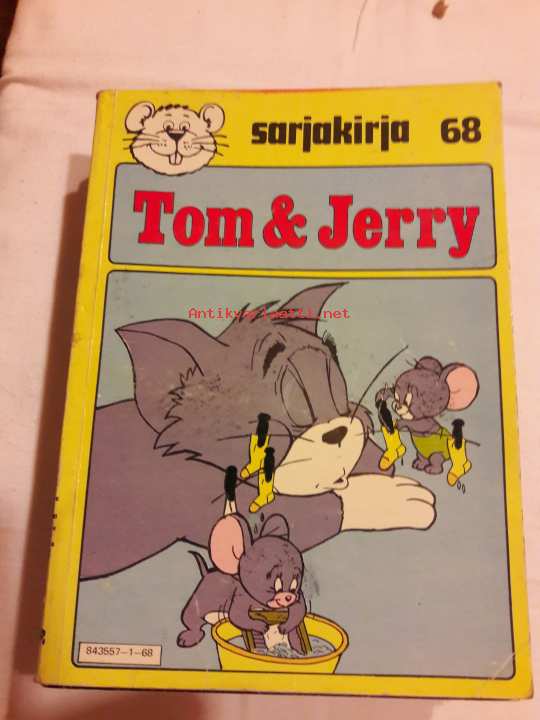 sarjakirja 68
Tom & Jerry
Antikvariaatti.net
843557-1-68